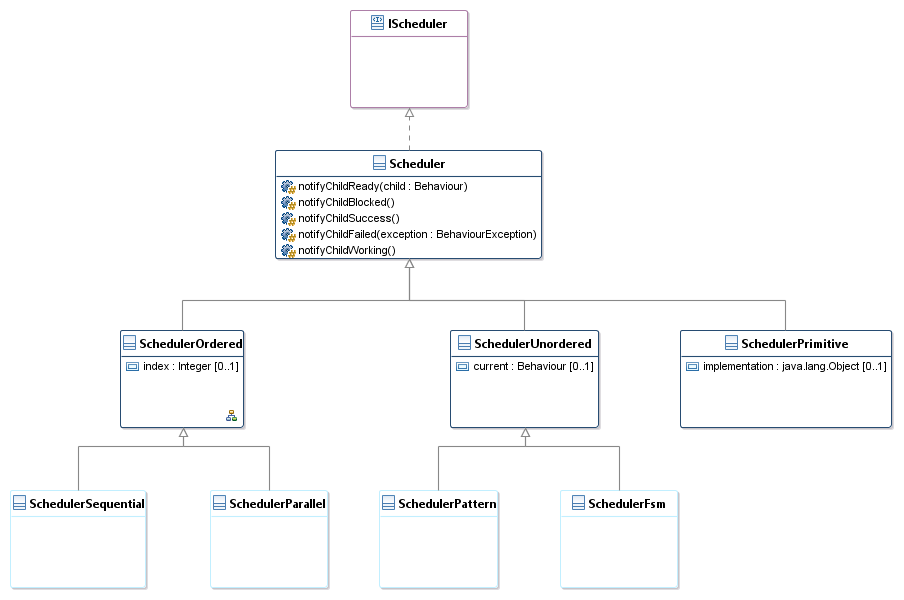 IScheduler
Scheduler
notifyChildReady(child : Behaviour)
notifyChildBlocked()
notifyChildSuccess()
notifyChildFailed(exception : BehaviourException)
notifyChildWorking()
SchedulerOrdered
index : Integer [0..1]
SchedulerUnordered
current : Behaviour [0..1]
SchedulerPrimitive
implementation : java.lang.Object [0..1]
SchedulerSequential
SchedulerParallel
SchedulerPattern
SchedulerFsm